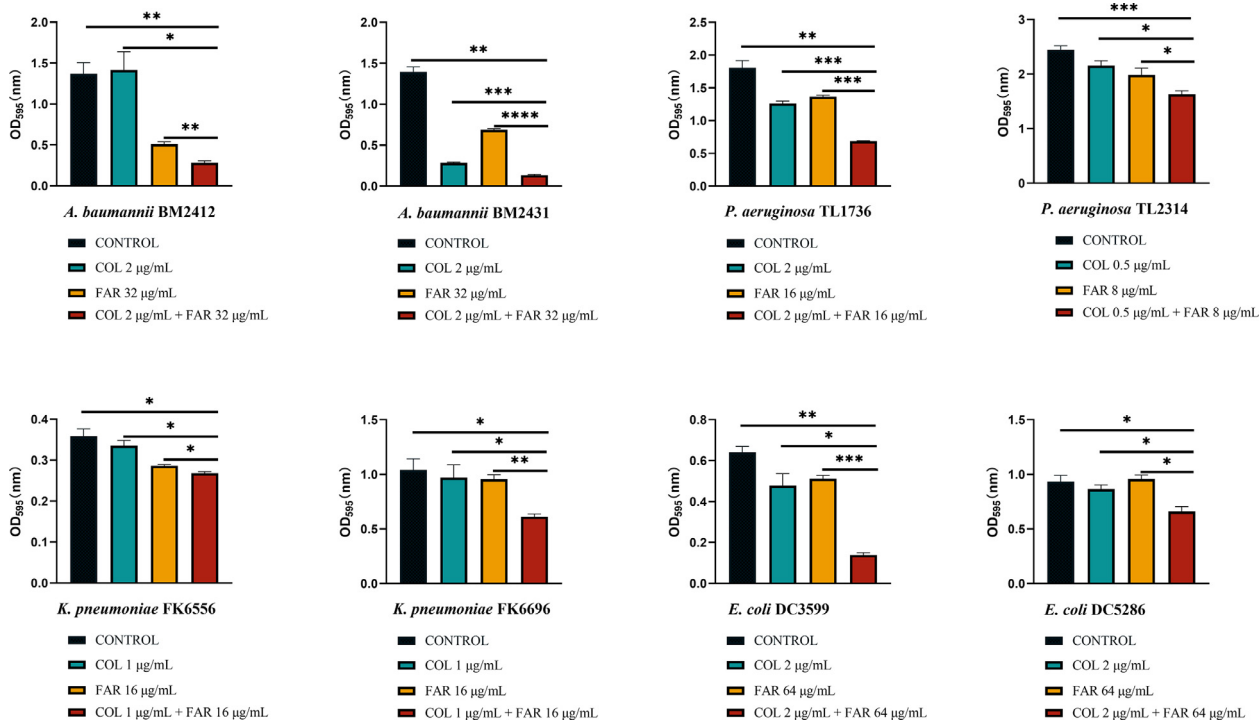 2.0
1.5
1.0
0.5
0.0
OD595(nm)
**
*
**
A. baumannii BM2412
CONTROL
COL 2 μg/mL
FAR 32 μg/mL
COL 2 μg/mL + FAR 32 μg/mL
2.0
1.5
1.0
0.5
0.0
OD595(nm)
**
***
****
A. baumannii BM2431
CONTROL
COL 2 μg/mL
FAR 32 μg/mL
COL 2 μg/mL + FAR 32 μg/mL
2.5
2.0
1.5
1.0
0.5
0.0
OD595(nm)
**
***
***
P. aeruginosa TL1736
CONTROL
COL 2 μg/mL
FAR 16 μg/mL
COL 2 μg/mL + FAR 16 μg/mL
3
2
1
0
OD595(nm)
***
*
*
P. aeruginosa TL2314
CONTROL
COL 0.5 μg/mL
FAR 8 μg/mL
COL 0.5 μg/mL + FAR 8 μg/mL
0.4
0.3
0.2
0.1
0.0
OD595(nm)
*
*
*
K. pneumoniae FK6556
CONTROL
COL 1 μg/mL
FAR 16 μg/mL
COL 1 μg/mL + FAR 16 μg/mL
1.5
1.0
0.5
0.0
OD595(nm)
*
*
**
K. pneumoniae FK6696
CONTROL
COL 1 μg/mL
FAR 16 μg/mL
COL 1 μg/mL + FAR 16 μg/mL
0.8
0.6
0.4
0.2
0.0
OD595(nm)
**
*
***
E. coli DC3599
CONTROL
COL 2 μg/mL
FAR 64 μg/mL
COL 2 μg/mL + FAR 64 μg/mL
1.5
1.0
0.5
0.0
OD595(nm)
*
*
*
E. coli DC5286
CONTROL
COL 2 μg/mL
FAR 64 μg/mL
COL 2 μg/mL + FAR 64 μg/mL